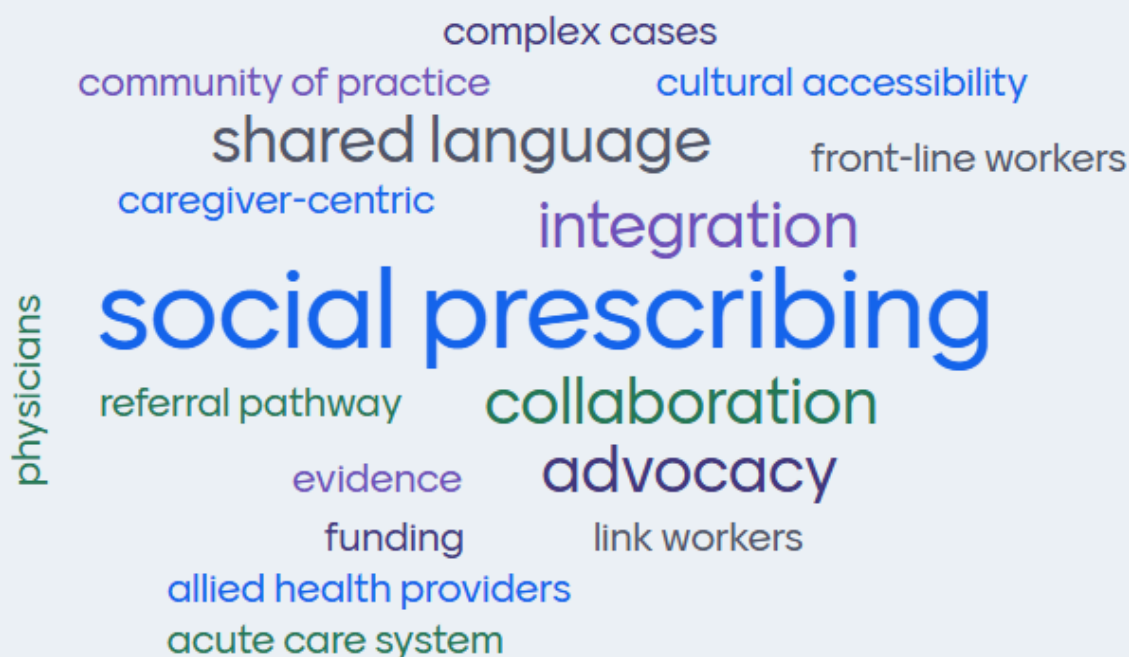 complex cases
community of practice
cultural accessibility
shared language
front-line workers
caregiver-centric
integration
social prescribing
physicians
referral pathway
collaboration
advocacy
evidence
funding
link workers
allied health providers
acute care system